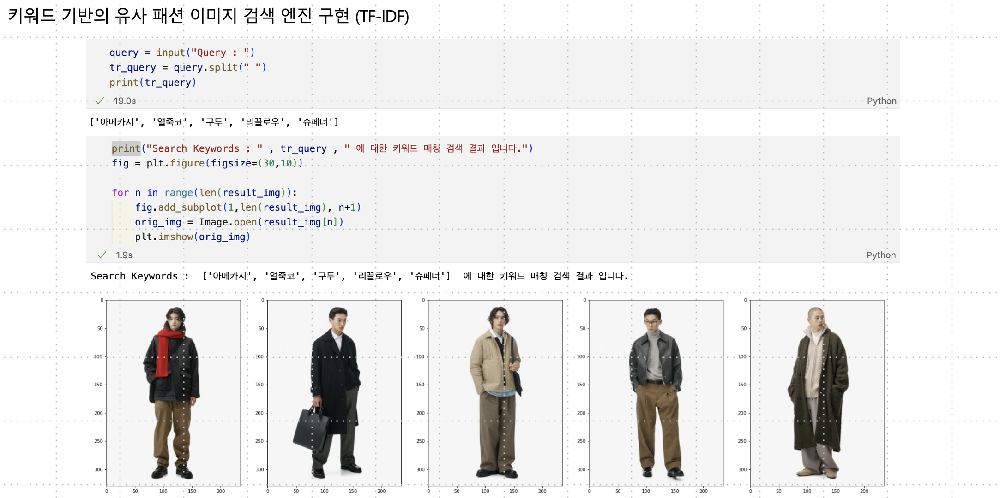 키워드 기반의 유사 패션 이미지 검색 엔진 구현 (TF-IDF)
query = input("Query : ")
tr_query = query.split(" ")
print(tr_query)
19.0s
Python
['아메카지', '얼죽코', '구두', '리끌로우', '슈페너']
print("Search Keywords : " , tr_query , " 에 대한 키워드 매칭 검색 결과 입니다.")
fig = plt.figure(figsize=(30,10))
for n in range(len(result_img)):
fig.add_subplot(1,len(result_img), n+1)
orig_img = Image.open(result_img[n])
plt.imshow(orig_img)
1.9s
Python
Search Keywords :  ['아메카지', '얼죽코', '구두', '리끌로우', '슈페너']  에 대한 키워드 매칭 검색 결과 입니다.
0 0 0 0 0
50 50 50 50 50
100 100 100 100 100
150 150 150 150 150
200 200 200 200 200
250 250 250 250 250
300 300 300 300 300
0 50 100 150 200 0 50 100 150 200 0 50 100 150 200 0 50 100 150 200 0 50 100 150 200